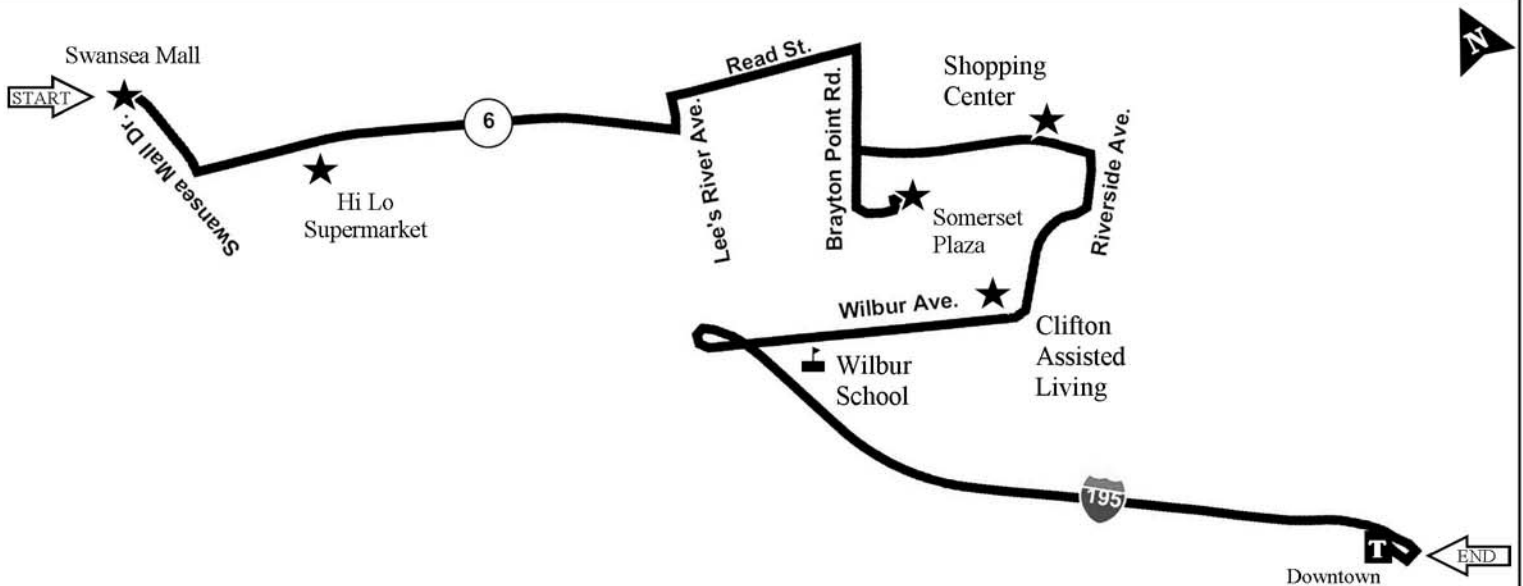 Swansea Mall
START
Swansea Mall Dr.
6
Hi Lo
Supermarket
Read St.
Lee's River Ave.
Brayton Point Rd.
Shopping
Center
Riverside Ave.
Somerset
Plaza
Wilbur Ave.
Wilbur
School
Clifton
Assisted
Living
195
T
Downtown
END
N